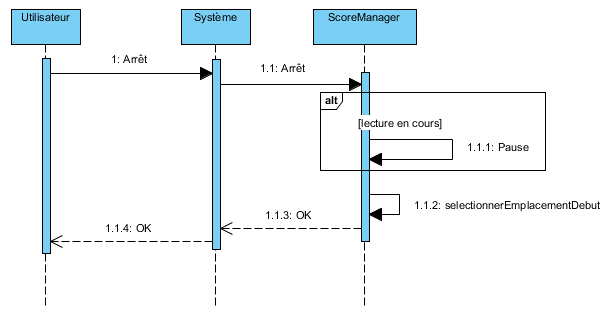 Utilisateur
Système
ScoreManager
1: Arrêt
1.1: Arrêt
alt
[lecture en cours]
1.1.1: Pause
1.1.2: selectionnerEmplacementDebut
1.1.3: OK
1.1.4: OK